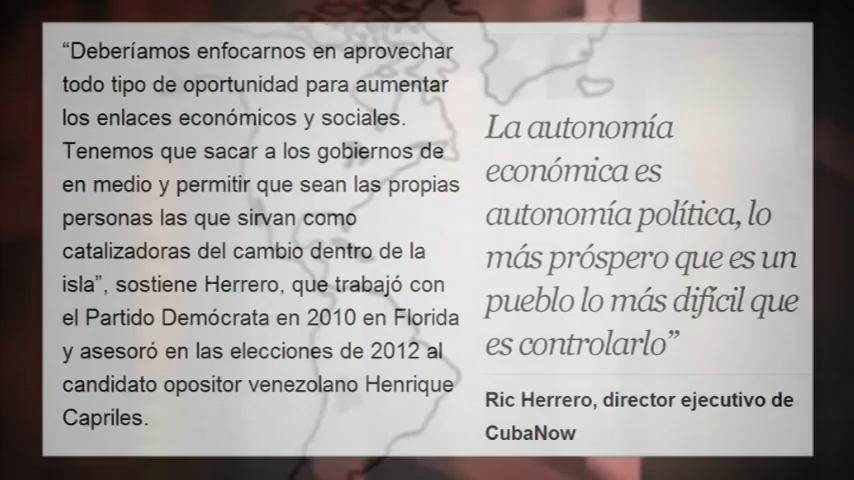 “Deberíamos enfocarnos en aprovechar
todo tipo de oportunidad para aumentar
los enlaces económicos y sociales.
Tenemos que sacar a los gobiernos de
en medio y permitir que sean las propias
personas las que sirvan como
catalizadoras del cambio dentro de la
isla”, sostiene Herrero, que trabajó con
el Partido Demócrata en 2010 en Florida
y asesoró en las elecciones de 2012 al
candidato opositor venezolano Henrique
Capriles.
La autonomía
económica es
autonomía política, lo
más próspero que es un
pueblo lo más difícil que
es controlarlo”
Ric Herrero, director ejecutivo de
CubaNow